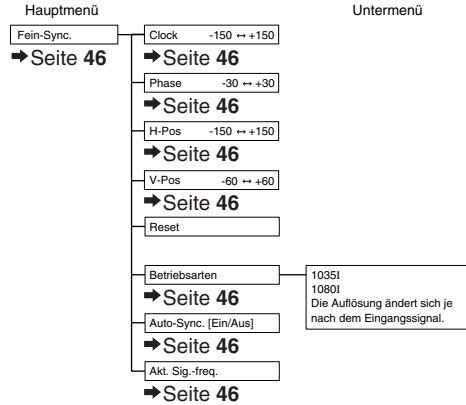 Hauptmenü Untermenü
Fein-Sync.
➡Seite 46
Clock -150 ↔ +150
➡Seite 46
Phase -30 ↔ +30
➡Seite 46
H-Pos -150 ↔ +150
➡Seite 46
V-Pos -60 ↔ +60
➡Seite 46
Reset
Betriebsarten
➡Seite 46
1035I
1080I
Die Auflösung ändert sich je
nach dem Eingangssignal.
Auto-Sync. [Ein/Aus]
➡Seite 46
Akt. Sig.-freq.
➡Seite 46